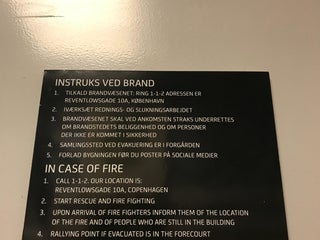 INSTRUKS VED BRAND
1. TILKALD BRANDVÆSENET: RING 1-1-2 ADRESSEN ER
REVENTLOWSGADE 10A, KØBENHAVN
2. IVÆRKSÆT REDNINGS- OG SLUKNINGSARBEJDET
3. BRANDVÆSENET SKAL VED ANKOMSTEN STRAKS UNDERRETTES
OM BRANDSTEDETS BELIGGENHED OG OM PERSONER
DER IKKE ER KOMMET I SIKKERHED
4. SAMLINGSSTED VED EVAKUERING ER I FORGÅRDEN
5. FORLAD BYGNINGEN FØR DU POSTER PÅ SOCIALE MEDIER
IN CASE OF FIRE
1. CALL 1-1-2. OUR LOCATION IS:
REVENTLOWSGADE 10A, COPENHAGEN
2. START RESCUE AND FIRE FIGHTING
3. UPON ARRIVAL OF FIRE FIGHTERS INFORM THEM OF THE LOCATION
OF THE FIRE AND OF PEOPLE WHO ARE STILL IN THE BUILDING
4. RALLYING POINT IF EVACUATED IS IN THE FORECOURT